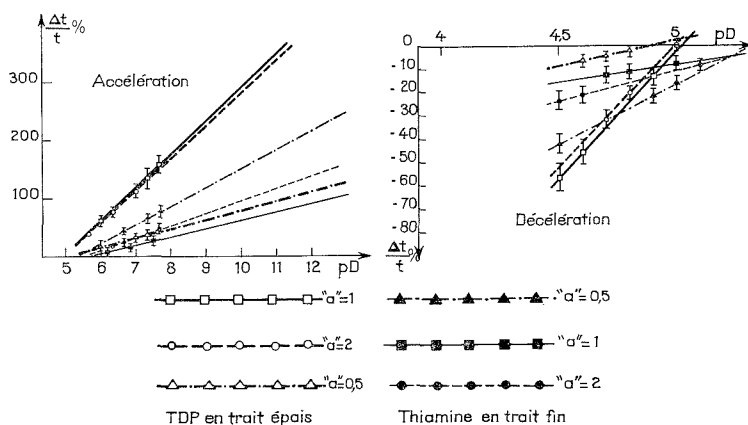 Δt/t %
300
200
100
Accélération
5 6 7 8 9 10 11 12 pD
4 4,5 5 pD
0
- 10
- 20
- 30
- 40
- 50
- 60
- 70
- 80
Décélération
Δt/t %
"a"=1
"a"=2
"a"=0,5
TDP en trait épais
"a"=0,5
"a"=1
"a"=2
Thiamine en trait fin